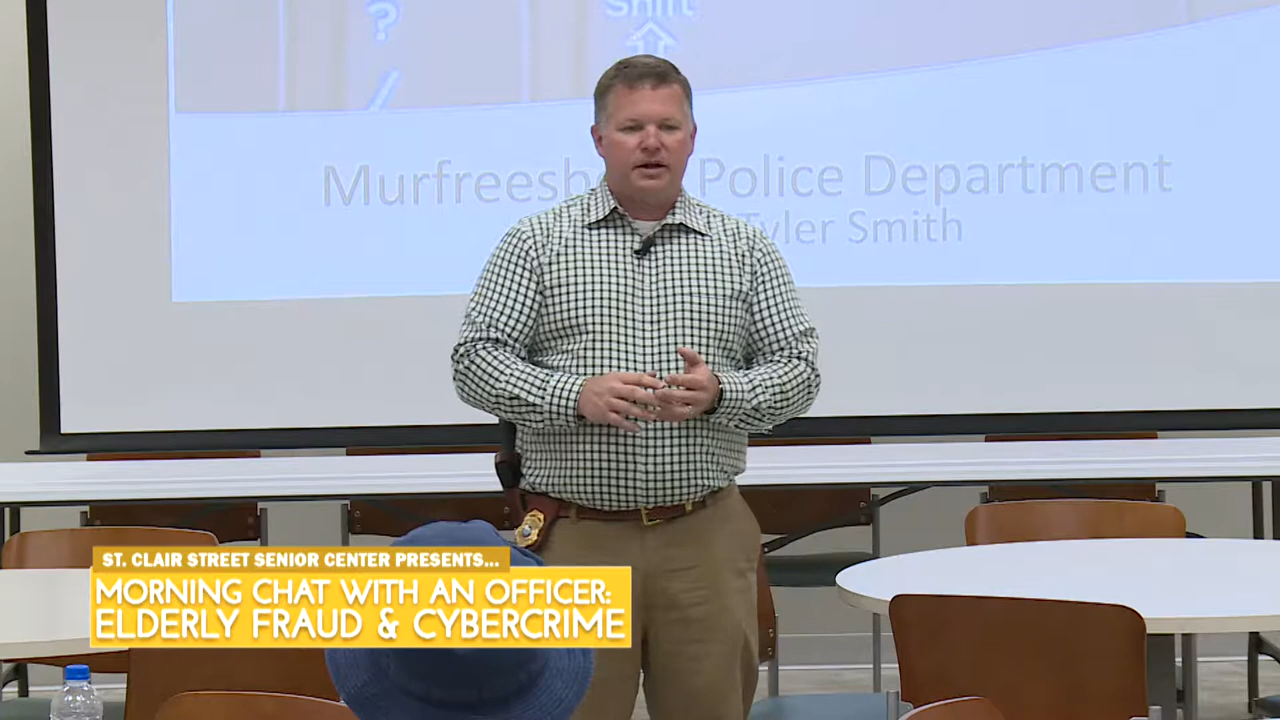 ?
/
Shift
Murfreesb Police Department
Tyler Smith
ST. CLAIR STREET SENIOR CENTER PRESENTS...
MORNING CHAT WITH AN OFFICER:
ELDERLY FRAUD & CYBERCRIME